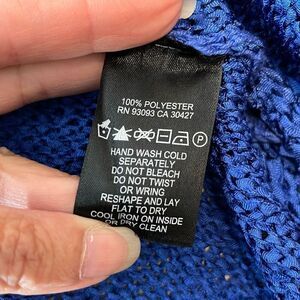 100% POLYESTER
RN 93093 CA 30427
P
HAND WASH COLD
SEPARATELY
DO NOT BLEACH
DO NOT TWIST
OR WRING
RESHAPE AND LAY
FLAT TO DRY
COOL IRON ON INSIDE
OR DRY CLEAN